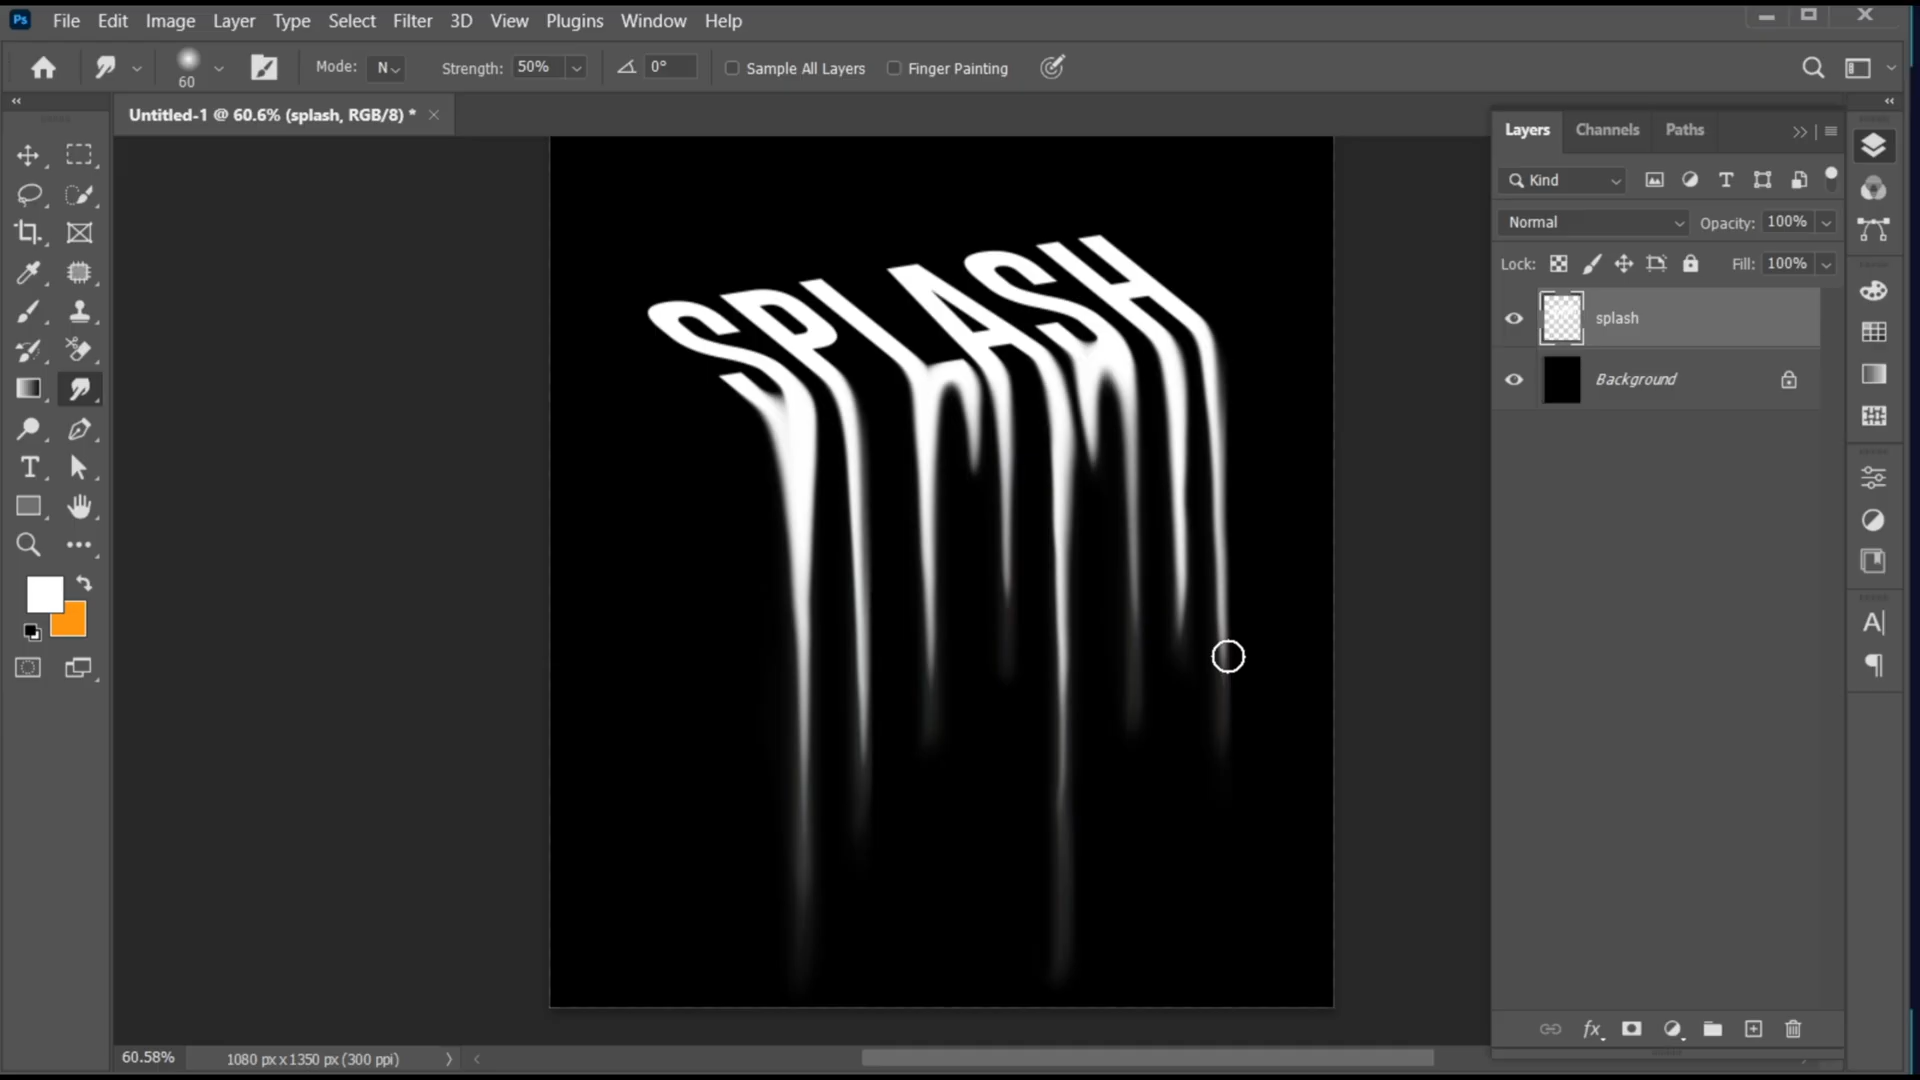 Ps File Edit Image Layer Type Select Filter 3D View Plugins Window Help
60 Mode: N Strength: 50% 0° Sample All Layers Finger Painting
Untitled-1 @ 60.6% (splash, RGB/8) *
Layers Channels Paths
Kind
Normal Opacity: 100%
Lock: Fill: 100%
splash
Background
SPLASH
60.58% 1080 px x 1350 px (300 ppi)